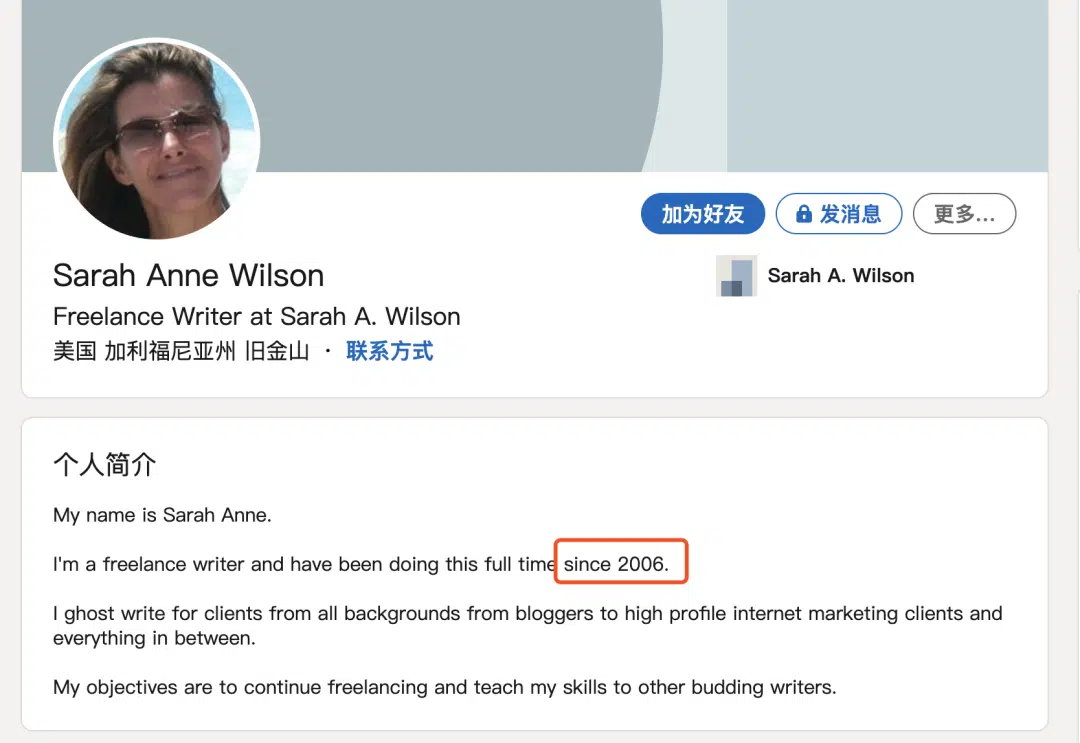 加为好友
发消息
更多...
Sarah Anne Wilson
Sarah A. Wilson
Freelance Writer at Sarah A. Wilson
美国 加利福尼亚州 旧金山 · 联系方式
个人简介
My name is Sarah Anne.
I'm a freelance writer and have been doing this full time since 2006.
I ghost write for clients from all backgrounds from bloggers to high profile internet marketing clients and
everything in between.
My objectives are to continue freelancing and teach my skills to other budding writers.